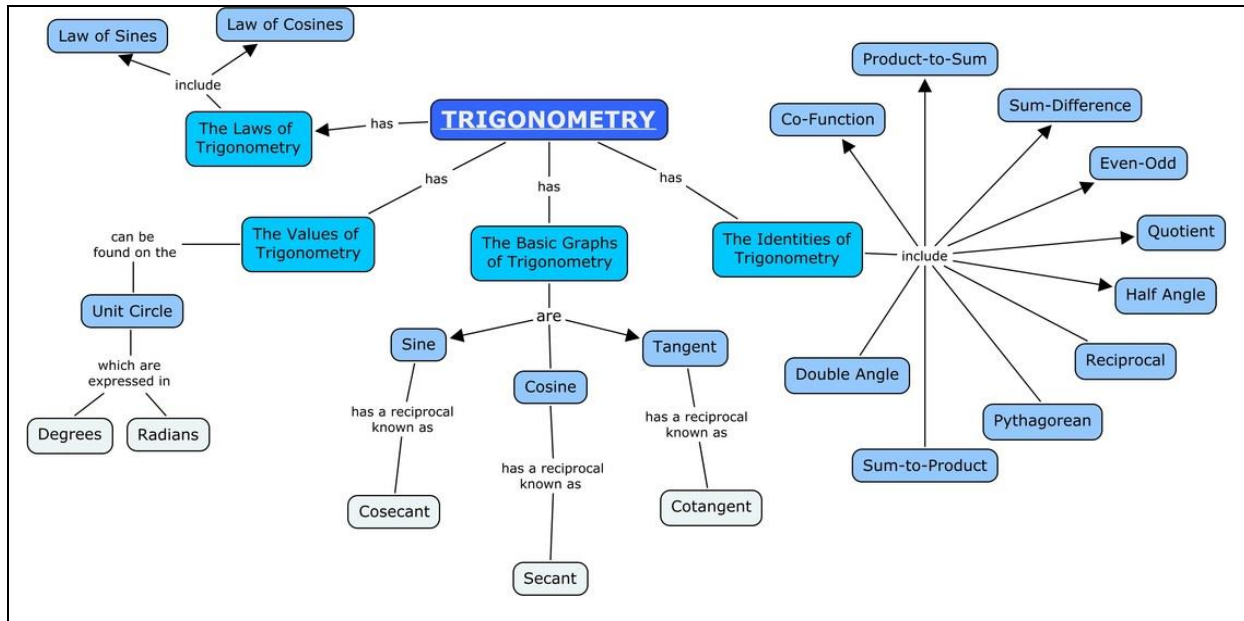 Law of Sines
Law of Cosines
include
The Laws of
Trigonometry
has
TRIGONOMETRY
has
has
has
The Values of
Trigonometry
can be
found on the
Unit Circle
which are
expressed in
Degrees
Radians
The Basic Graphs
of Trigonometry
are
Sine
Cosine
Tangent
has a reciprocal
known as
has a reciprocal
known as
has a reciprocal
known as
Cosecant
Secant
Cotangent
The Identities of
Trigonometry
include
Co-Function
Product-to-Sum
Sum-Difference
Even-Odd
Quotient
Half Angle
Reciprocal
Pythagorean
Sum-to-Product
Double Angle